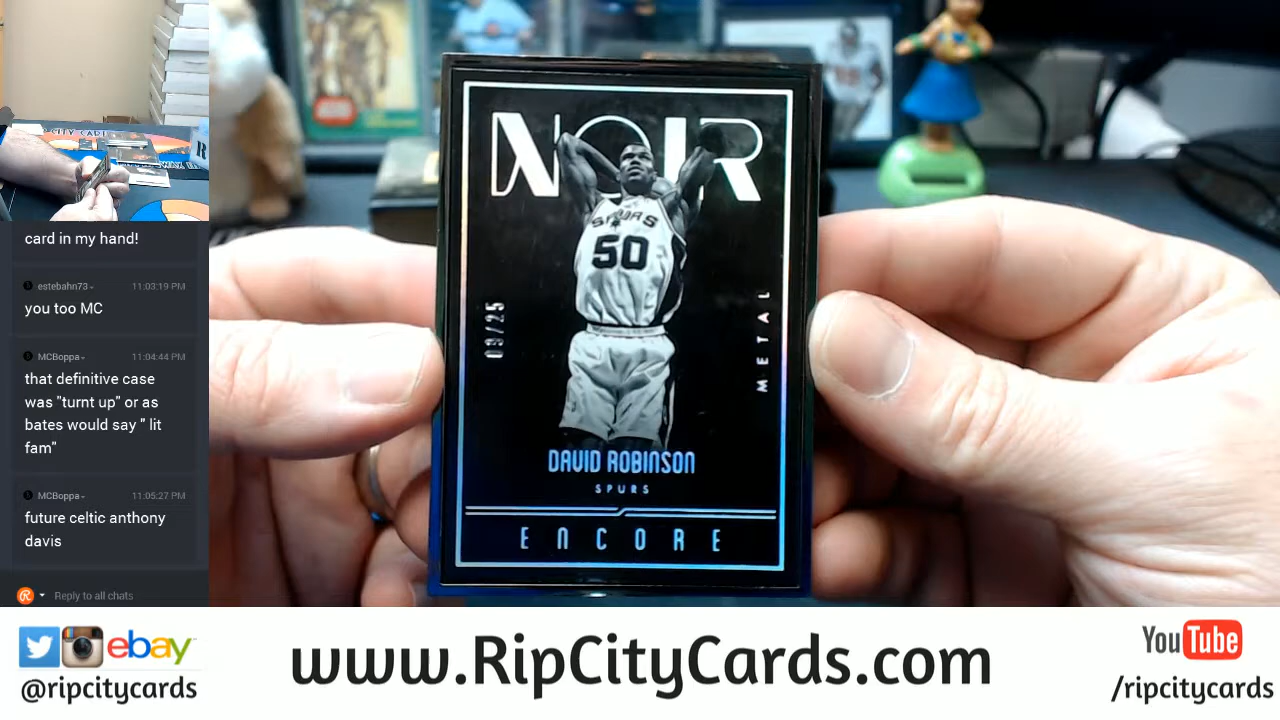 card in my hand!
estebahn73
11:03:19 PM
you too MC
MCBoppa
11:04:44 PM
that definitive case
was "turnt up" or as
bates would say " lit
fam"
MCBoppa
11:05:27 PM
future celtic anthony
davis
Reply to all chats
NOIR
SPURS
50
09/25
METAL
DAVID ROBINSON
SPURS
ENCORE
ebay
@ripcitycards
www.RipCityCards.com
YouTube
/ripcitycards